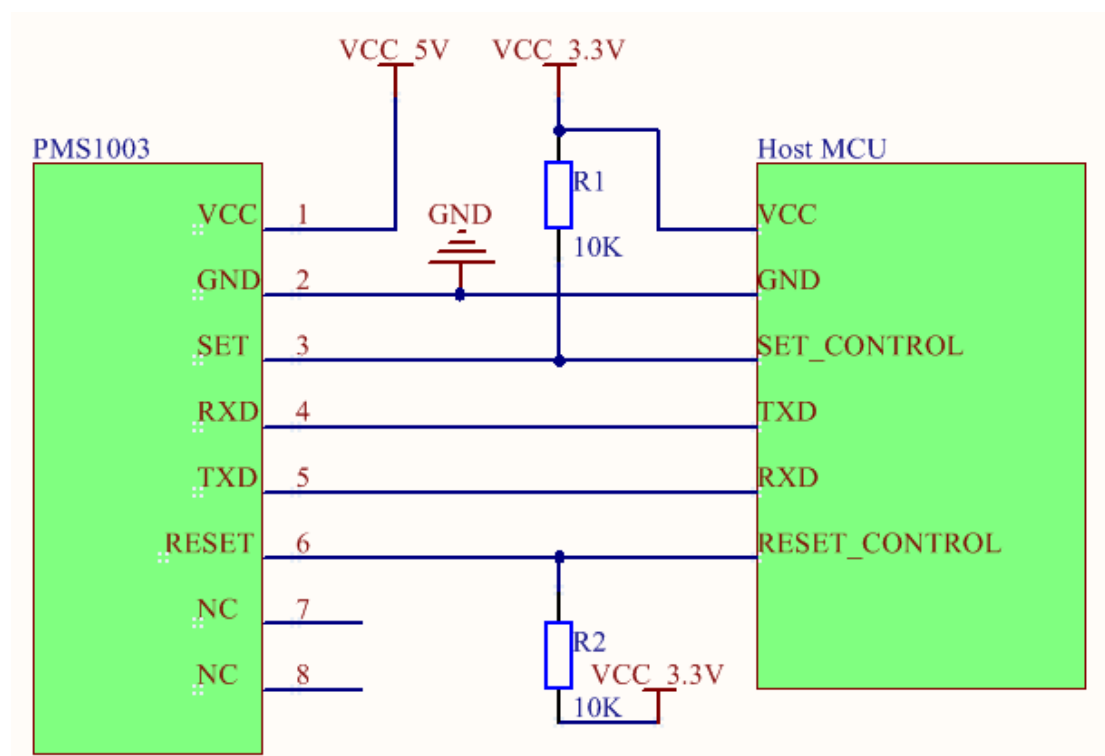 VCC_5V
VCC_3.3V
PMS1003
Host MCU
R1
10K
VCC 1
GND
VCC
GND 2
GND
SET 3
SET_CONTROL
RXD 4
TXD
TXD 5
RXD
RESET 6
RESET_CONTROL
NC 7
R2
NC 8
VCC_3.3V
10K